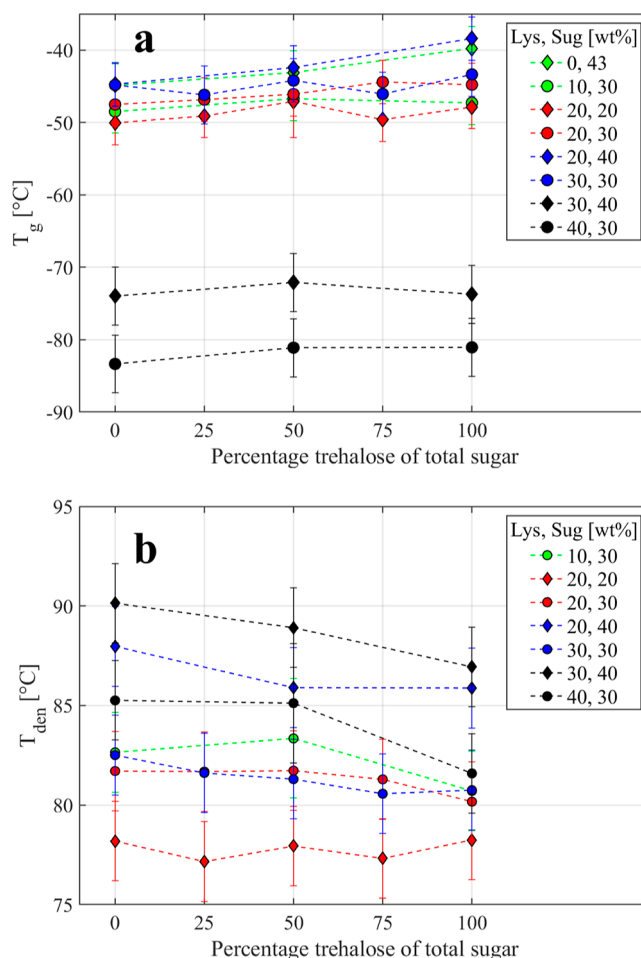 a
Lys, Sug [wt%]
0, 43
10, 30
20, 20
20, 30
20, 40
30, 30
30, 40
40, 30
-40
-50
-60
-70
-80
-90
T_g [°C]
0 25 50 75 100
Percentage trehalose of total sugar
b
Lys, Sug [wt%]
10, 30
20, 20
20, 30
20, 40
30, 30
30, 40
40, 30
95
90
85
80
75
T_den [°C]
0 25 50 75 100
Percentage trehalose of total sugar